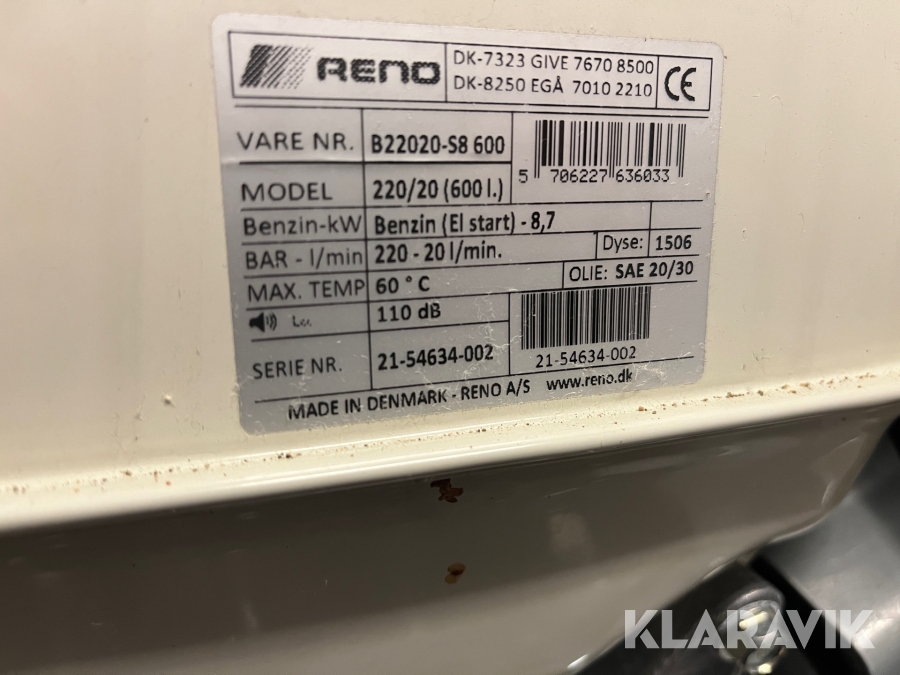 RENO
DK-7323 GIVE 7670 8500
DK-8250 EGÅ 7010 2210
CE
VARE NR. B22020-S8 600
5 706227 636033
MODEL 220/20 (600 l.)
Benzin-kW Benzin (El start) - 8,7
BAR - l/min 220 - 20 l/min. Dyse: 1506
MAX. TEMP 60 ° C OLIE: SAE 20/30
110 dB
SERIE NR. 21-54634-002
21-54634-002
MADE IN DENMARK - RENO A/S www.reno.dk
KLARAVIK